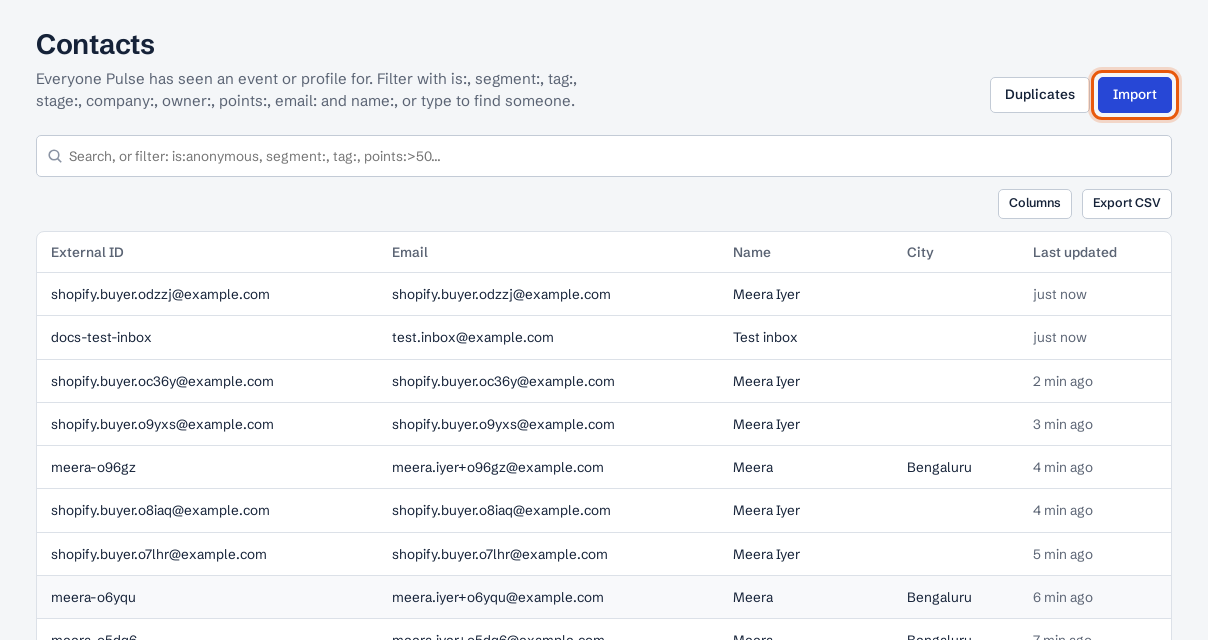 Contacts
Everyone Pulse has seen an event or profile for. Filter with is:, segment:, tag:,
stage:, company:, owner:, points:, email: and name:, or type to find someone.
Duplicates
Import
Search, or filter: is:anonymous, segment:, tag:, points:>50...
Columns
Export CSV
External ID Email Name City Last updated
shopify.buyer.odzzj@example.com shopify.buyer.odzzj@example.com Meera Iyer just now
docs-test-inbox test.inbox@example.com Test inbox just now
shopify.buyer.oc36y@example.com shopify.buyer.oc36y@example.com Meera Iyer 2 min ago
shopify.buyer.o9yxs@example.com shopify.buyer.o9yxs@example.com Meera Iyer 3 min ago
meera-o96gz meera.iyer+o96gz@example.com Meera Bengaluru 4 min ago
shopify.buyer.o8iaq@example.com shopify.buyer.o8iaq@example.com Meera Iyer 4 min ago
shopify.buyer.o7lhr@example.com shopify.buyer.o7lhr@example.com Meera Iyer 5 min ago
meera-o6yqu meera.iyer+o6yqu@example.com Meera Bengaluru 6 min ago
Meera Bengaluru 7 min ago